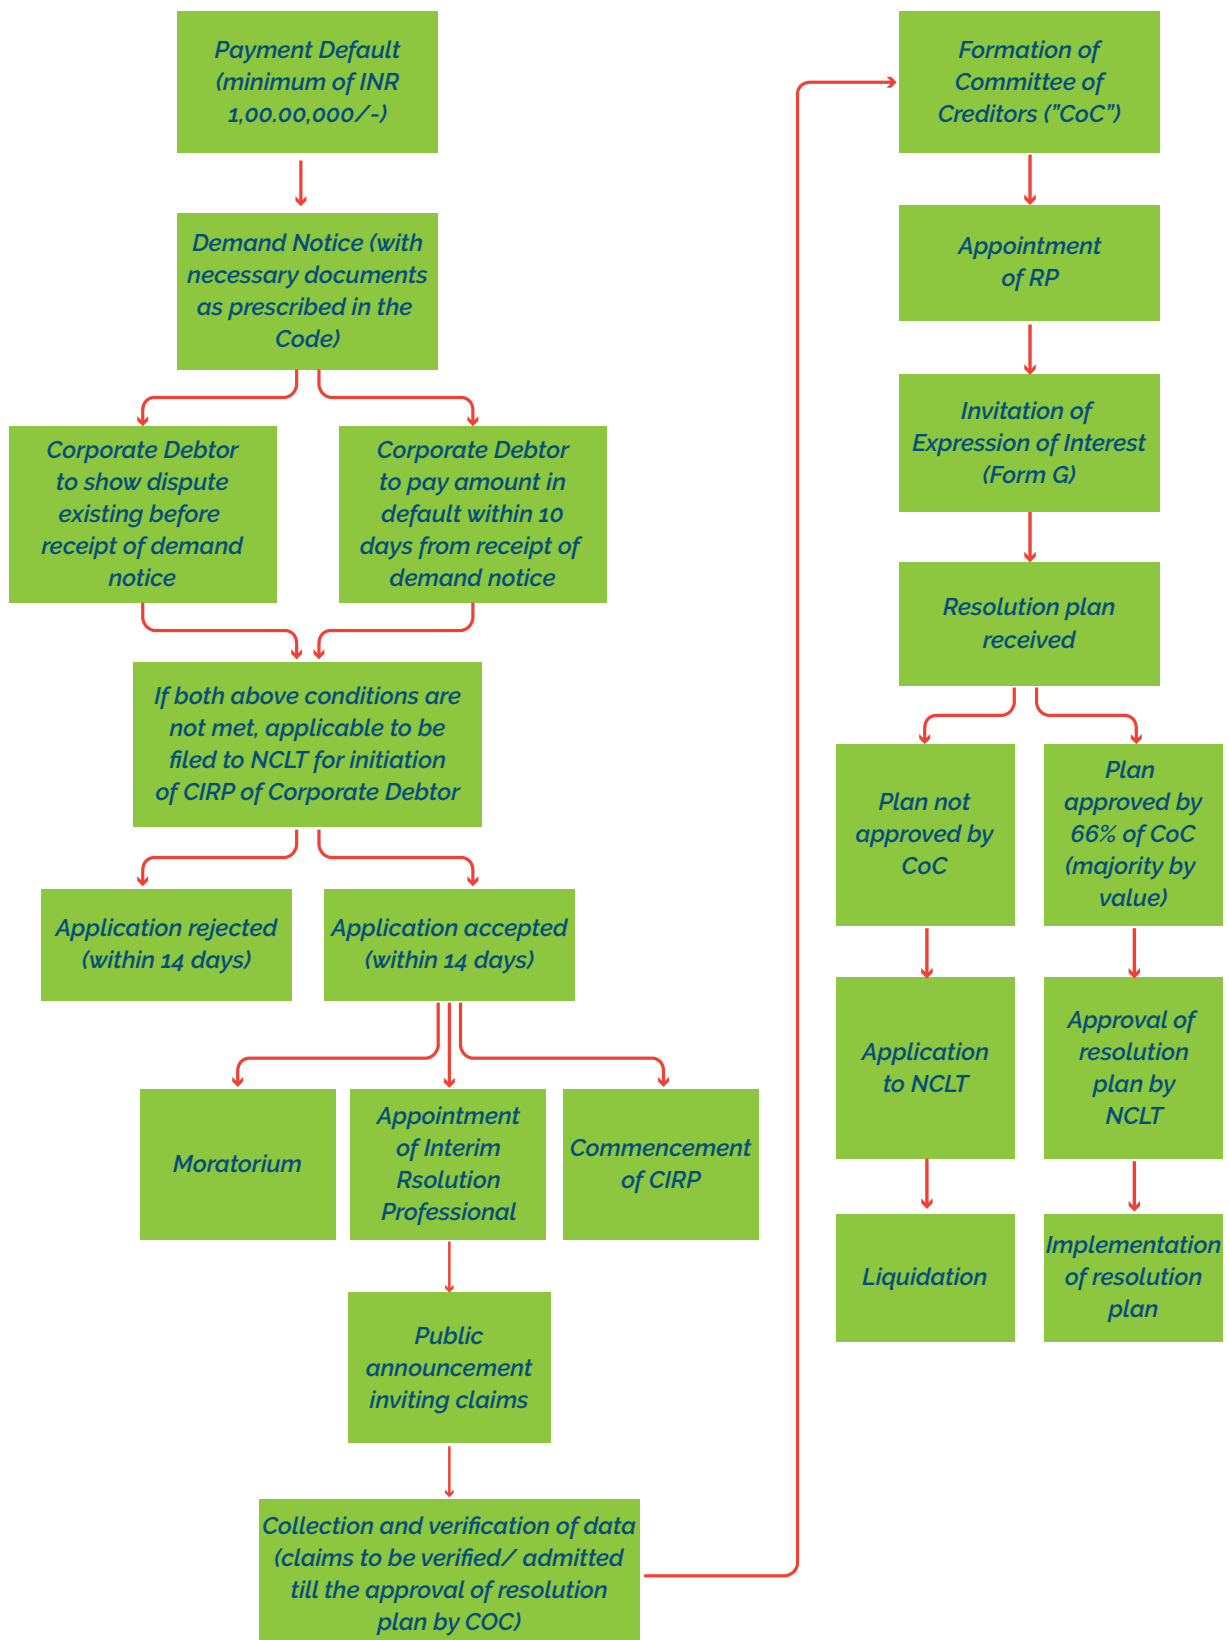 Payment Default
(minimum of INR
1,00.00,000/-)
Demand Notice (with
necessary documents
as prescribed in the
Code)
Corporate Debtor
to show dispute
existing before
receipt of demand
notice
Corporate Debtor
to pay amount in
default within 10
days from receipt of
demand notice
If both above conditions are
not met, applicable to be
filed to NCLT for initiation
of CIRP of Corporate Debtor
Application rejected
(within 14 days)
Application accepted
(within 14 days)
Moratorium
Appointment
of Interim
Rsolution
Professional
Commencement
of CIRP
Public
announcement
inviting claims
Collection and verification of data
(claims to be verified/ admitted
till the approval of resolution
plan by COC)
Formation of
Committee of
Creditors ("CoC")
Appointment
of RP
Invitation of
Expression of Interest
(Form G)
Resolution plan
received
Plan not
approved by
CoC
Plan
approved by
66% of CoC
(majority by
value)
Application
to NCLT
Approval of
resolution
plan by
NCLT
Liquidation
Implementation
of resolution
plan